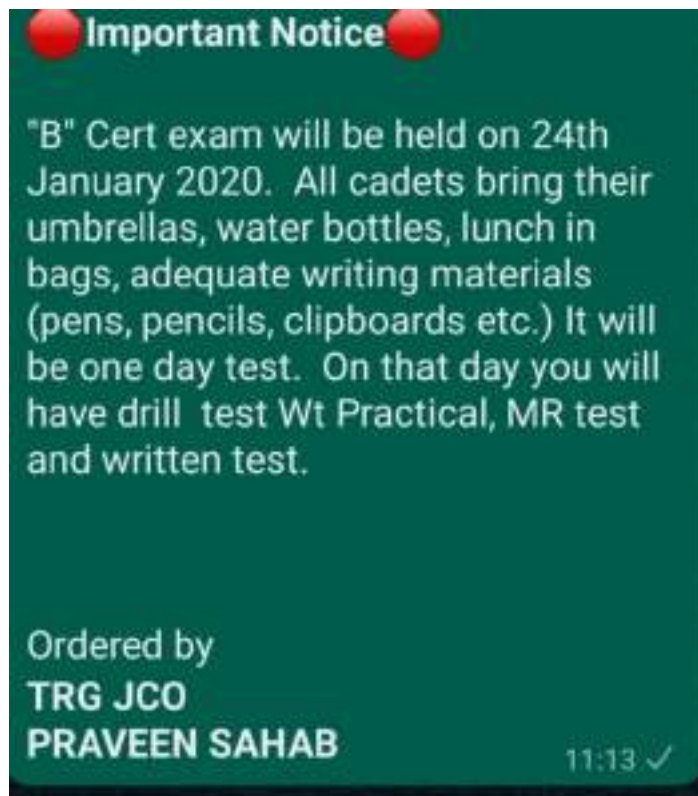 🔴Important Notice🔴
"B" Cert exam will be held on 24th
January 2020.  All cadets bring their
umbrellas, water bottles, lunch in
bags, adequate writing materials
(pens, pencils, clipboards etc.) It will
be one day test.  On that day you will
have drill  test Wt Practical, MR test
and written test.
Ordered by
TRG JCO
PRAVEEN SAHAB
11:13 ✓